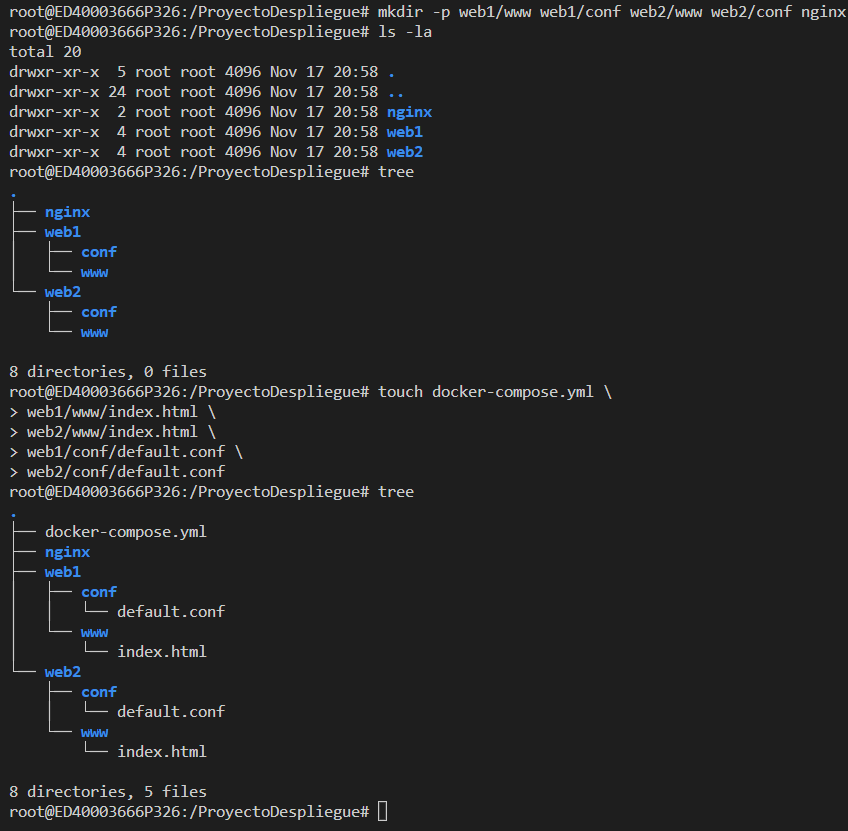 root@ED40003666P326:/ProyectoDespliegue# mkdir -p web1/www web1/conf web2/www web2/conf nginx
root@ED40003666P326:/ProyectoDespliegue# ls -la
total 20
drwxr-xr-x  5 root root 4096 Nov 17 20:58 .
drwxr-xr-x 24 root root 4096 Nov 17 20:58 ..
drwxr-xr-x  2 root root 4096 Nov 17 20:58 nginx
drwxr-xr-x  4 root root 4096 Nov 17 20:58 web1
drwxr-xr-x  4 root root 4096 Nov 17 20:58 web2
root@ED40003666P326:/ProyectoDespliegue# tree
.
├── nginx
├── web1
│   ├── conf
│   └── www
└── web2
    ├── conf
    └── www

8 directories, 0 files
root@ED40003666P326:/ProyectoDespliegue# touch docker-compose.yml \
> web1/www/index.html \
> web2/www/index.html \
> web1/conf/default.conf \
> web2/conf/default.conf
root@ED40003666P326:/ProyectoDespliegue# tree
.
├── docker-compose.yml
├── nginx
├── web1
│   ├── conf
│   │   └── default.conf
│   └── www
│       └── index.html
└── web2
    ├── conf
    │   └── default.conf
    └── www
        └── index.html

8 directories, 5 files
root@ED40003666P326:/ProyectoDespliegue#